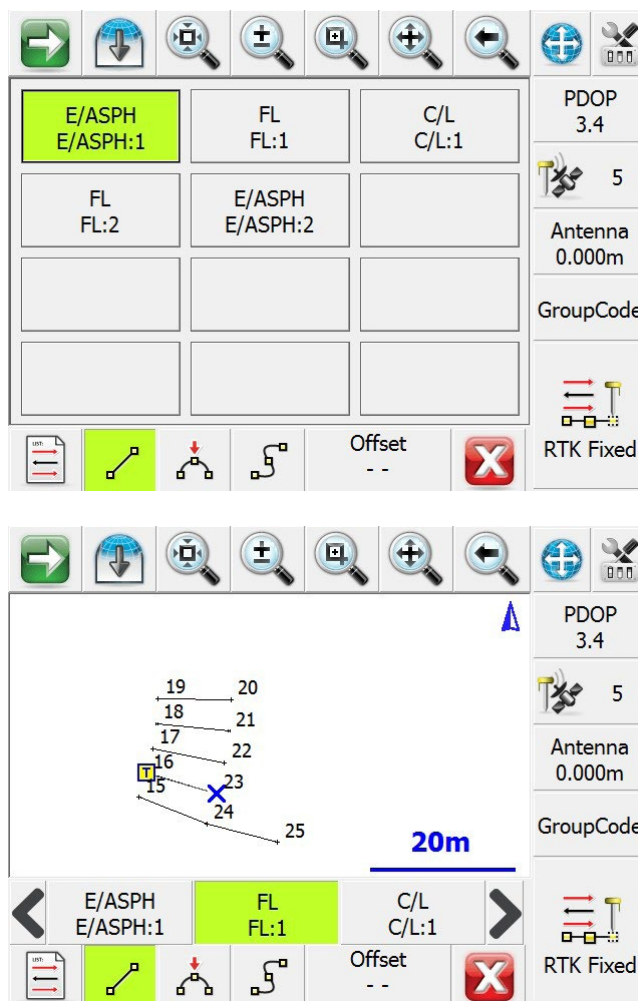 PDOP
3.4
E/ASPH
E/ASPH:1
FL
FL:1
C/L
C/L:1
5
FL
FL:2
E/ASPH
E/ASPH:2
Antenna
0.000m
GroupCode
LIST:
Offset
- -
RTK Fixed
PDOP
3.4
19
20
18
21
17
22
T
16
23
15
24
25
20m
5
Antenna
0.000m
GroupCode
E/ASPH
E/ASPH:1
FL
FL:1
C/L
C/L:1
LIST:
Offset
- -
RTK Fixed